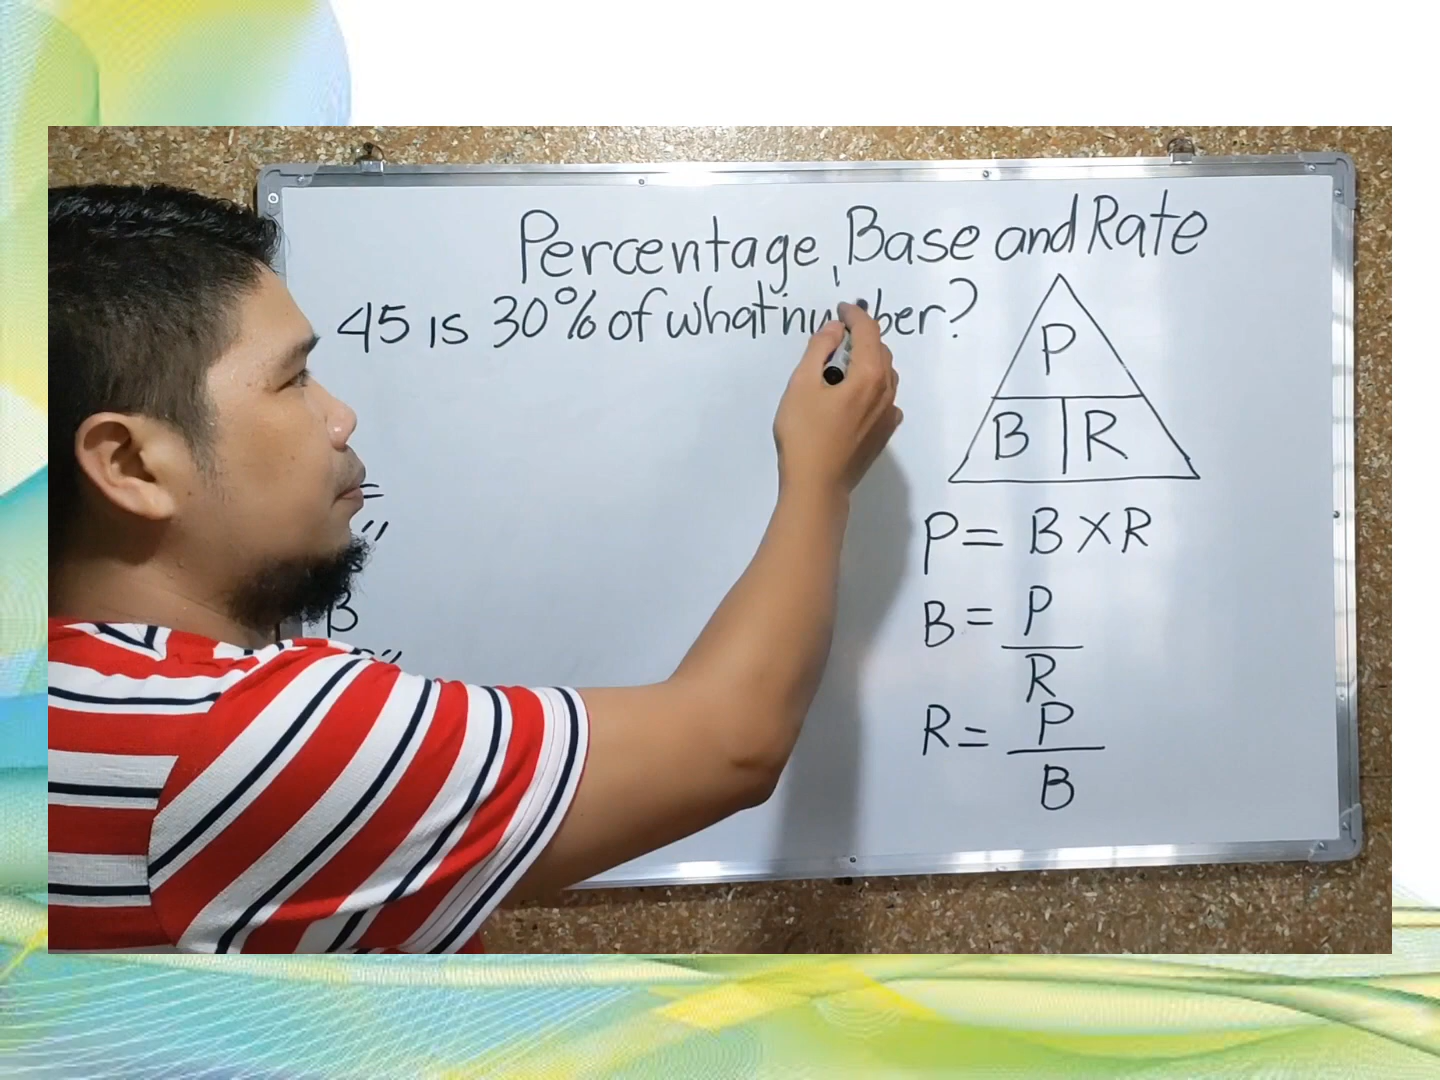 Percentage, Base and Rate
45 is 30% of what number?
P
B R
=
"
B
"
P = B X R
B = P
R
R = P
B